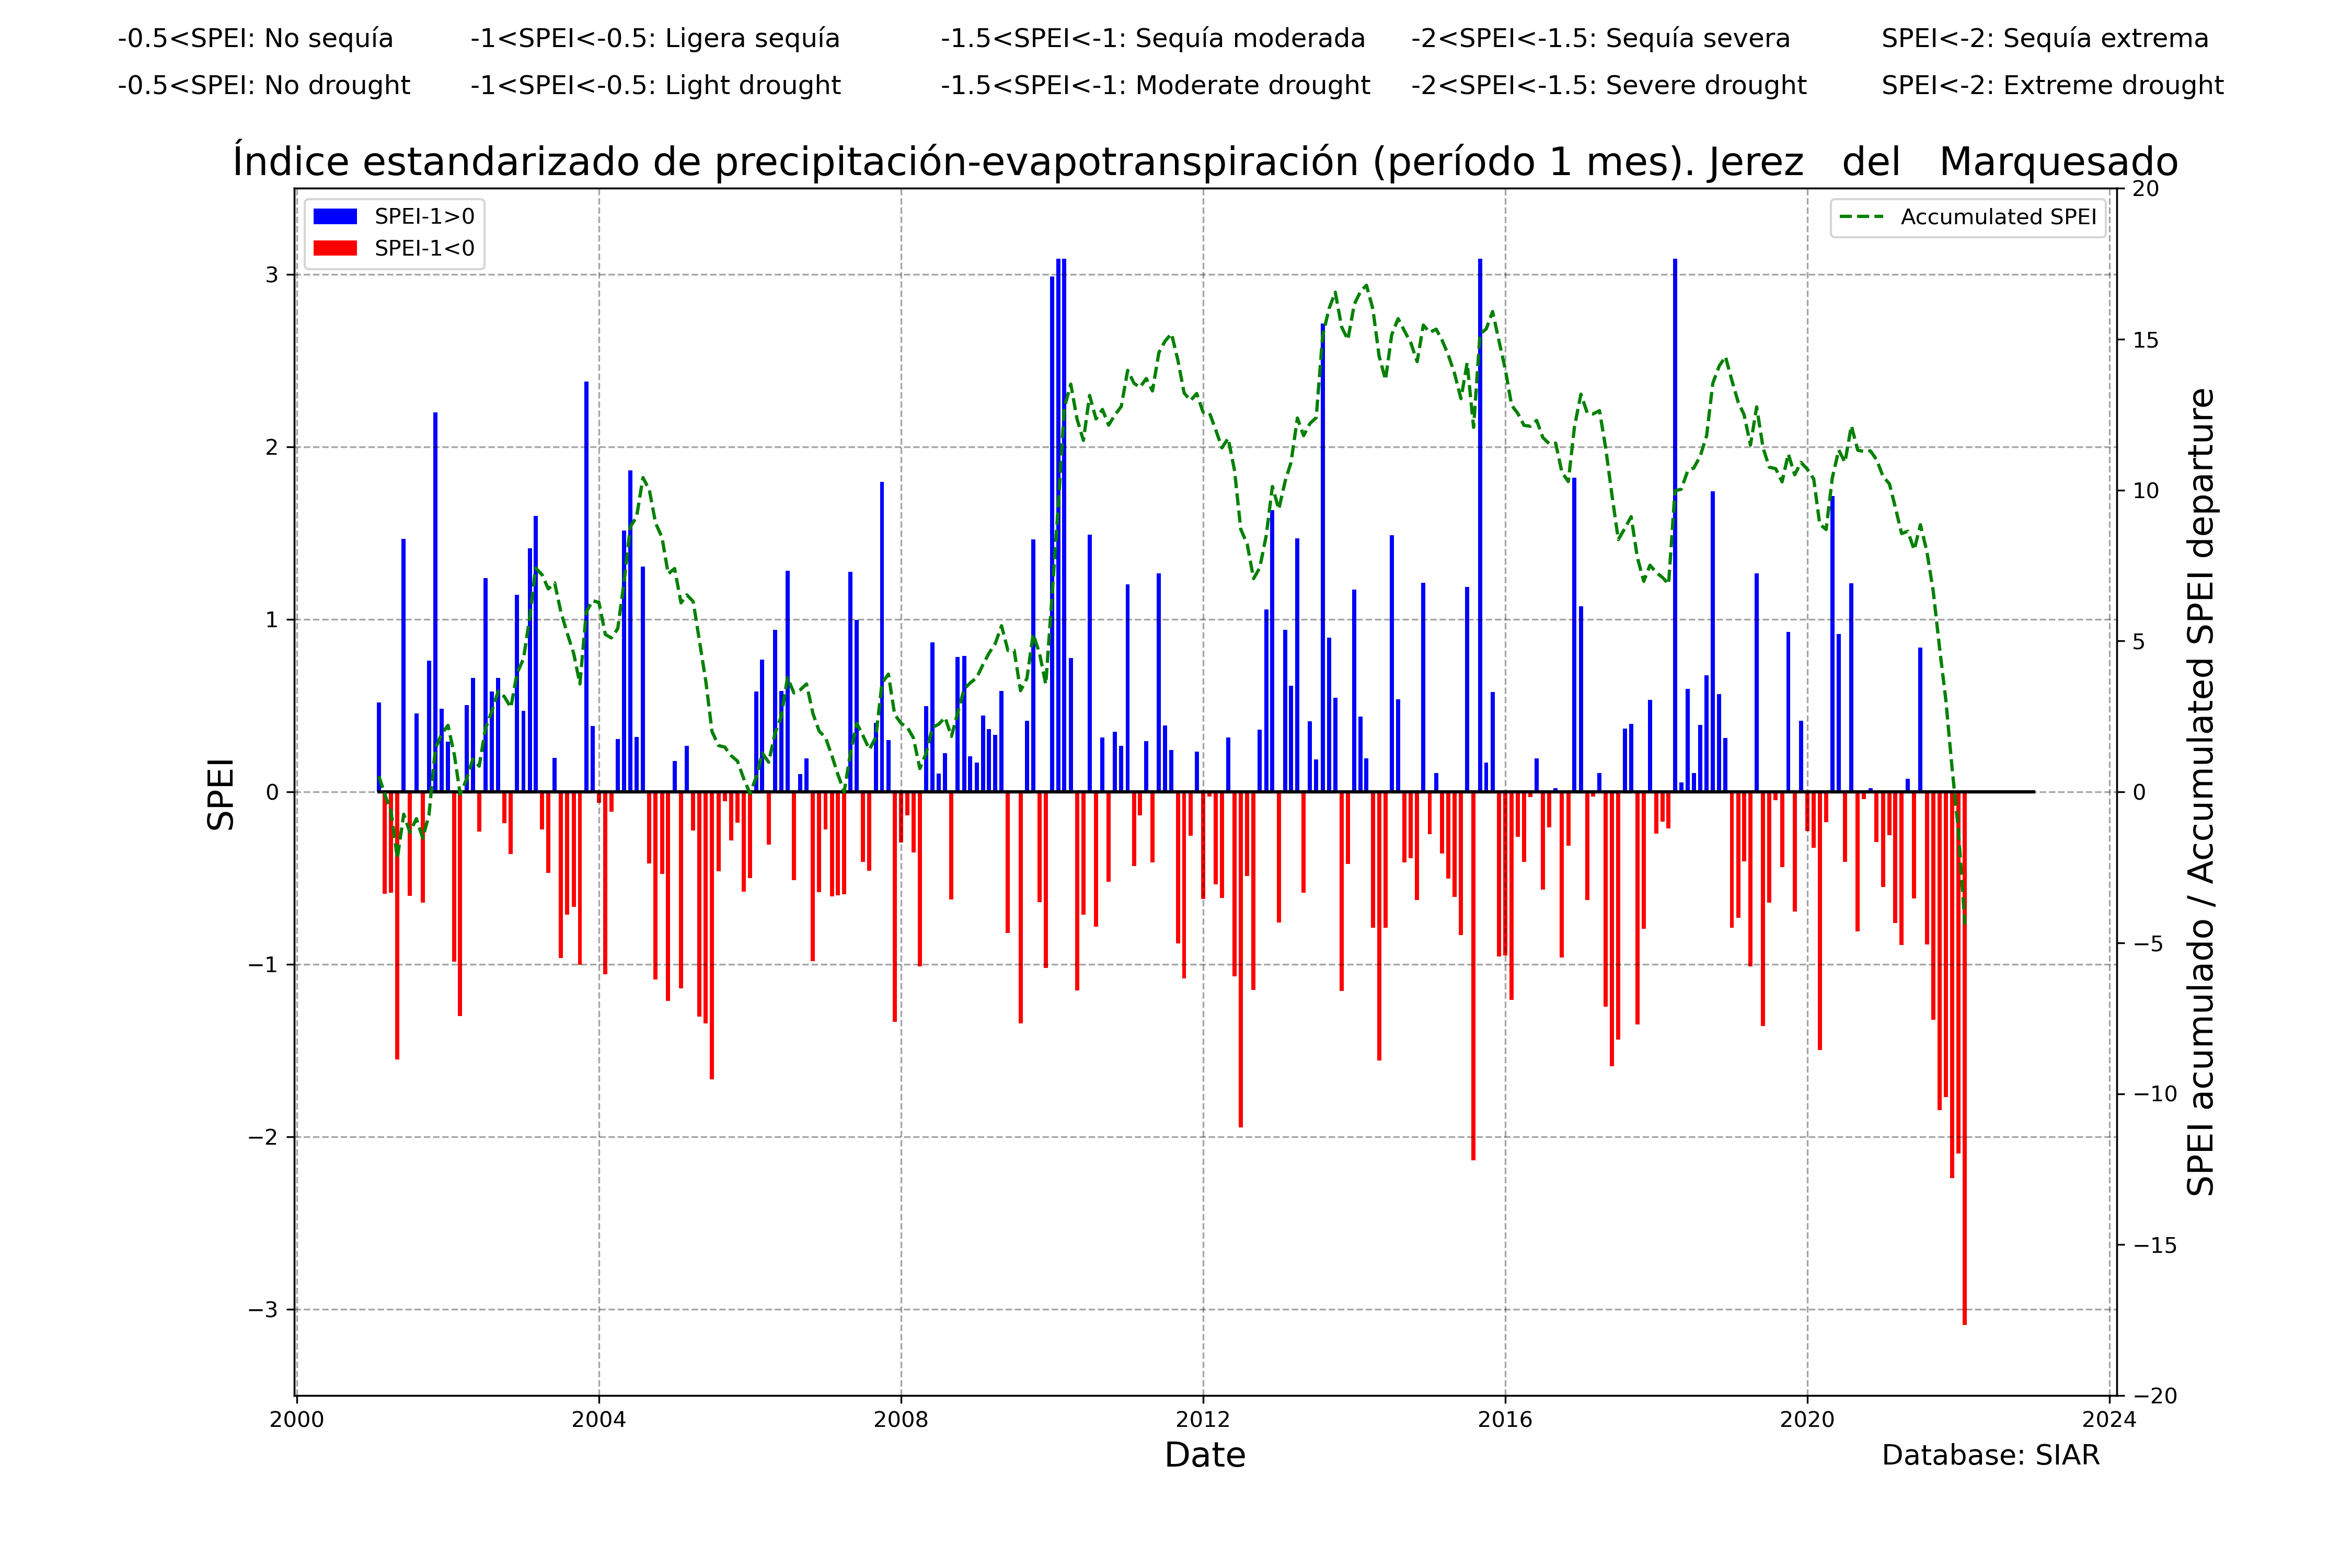 -0.5<SPEI: No sequía -1<SPEI<-0.5: Ligera sequía -1.5<SPEI<-1: Sequía moderada -2<SPEI<-1.5: Sequía severa SPEI<-2: Sequía extrema
-0.5<SPEI: No drought -1<SPEI<-0.5: Light drought -1.5<SPEI<-1: Moderate drought -2<SPEI<-1.5: Severe drought SPEI<-2: Extreme drought
Índice estandarizado de precipitación-evapotranspiración (período 1 mes). Jerez del Marquesado
SPEI-1>0
SPEI-1<0
Accumulated SPEI
SPEI
3
2
1
0
−1
−2
−3
20
15
10
5
0
−5
−10
−15
−20
SPEI acumulado / Accumulated SPEI departure
2000 2004 2008 2012 2016 2020 2024
Date
Database: SIAR